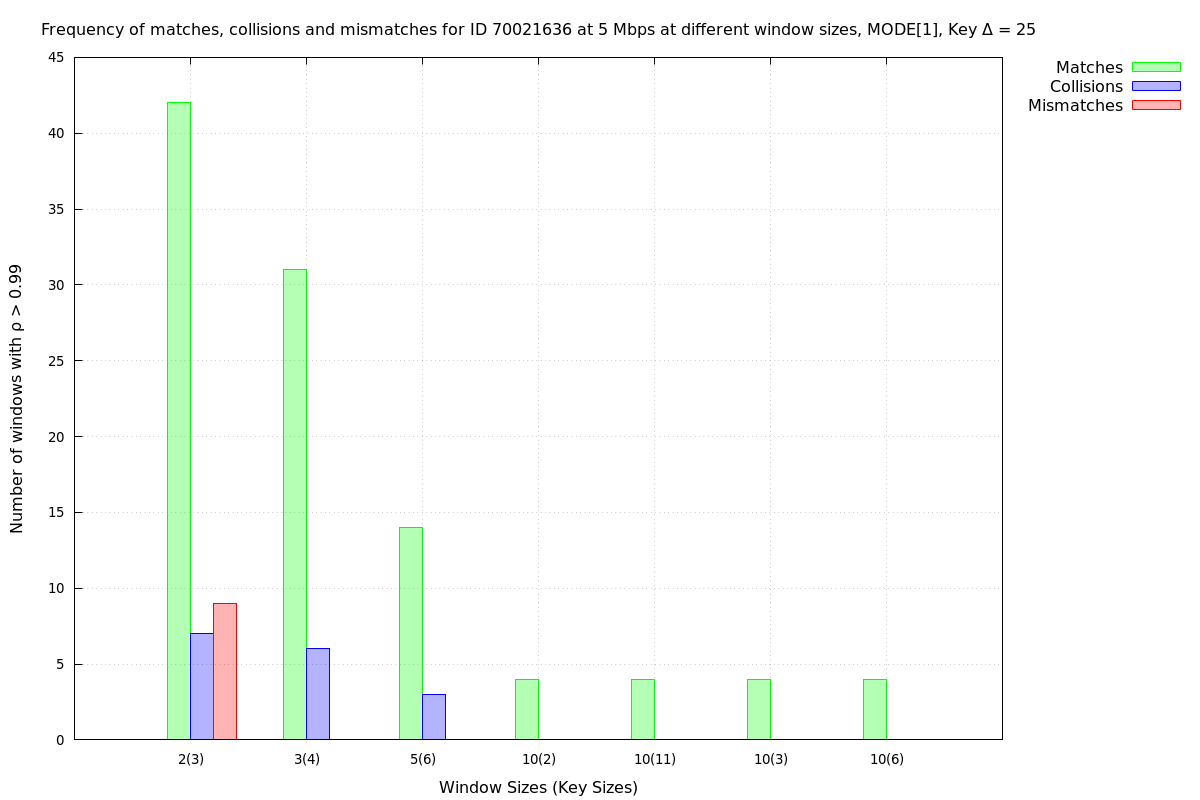 Frequency of matches, collisions and mismatches for ID 70021636 at 5 Mbps at different window sizes, MODE[1], Key Δ = 25
Matches
Collisions
Mismatches
Number of windows with ρ > 0.99
45
40
35
30
25
20
15
10
5
0
2(3) 3(4) 5(6) 10(2) 10(11) 10(3) 10(6)
Window Sizes (Key Sizes)